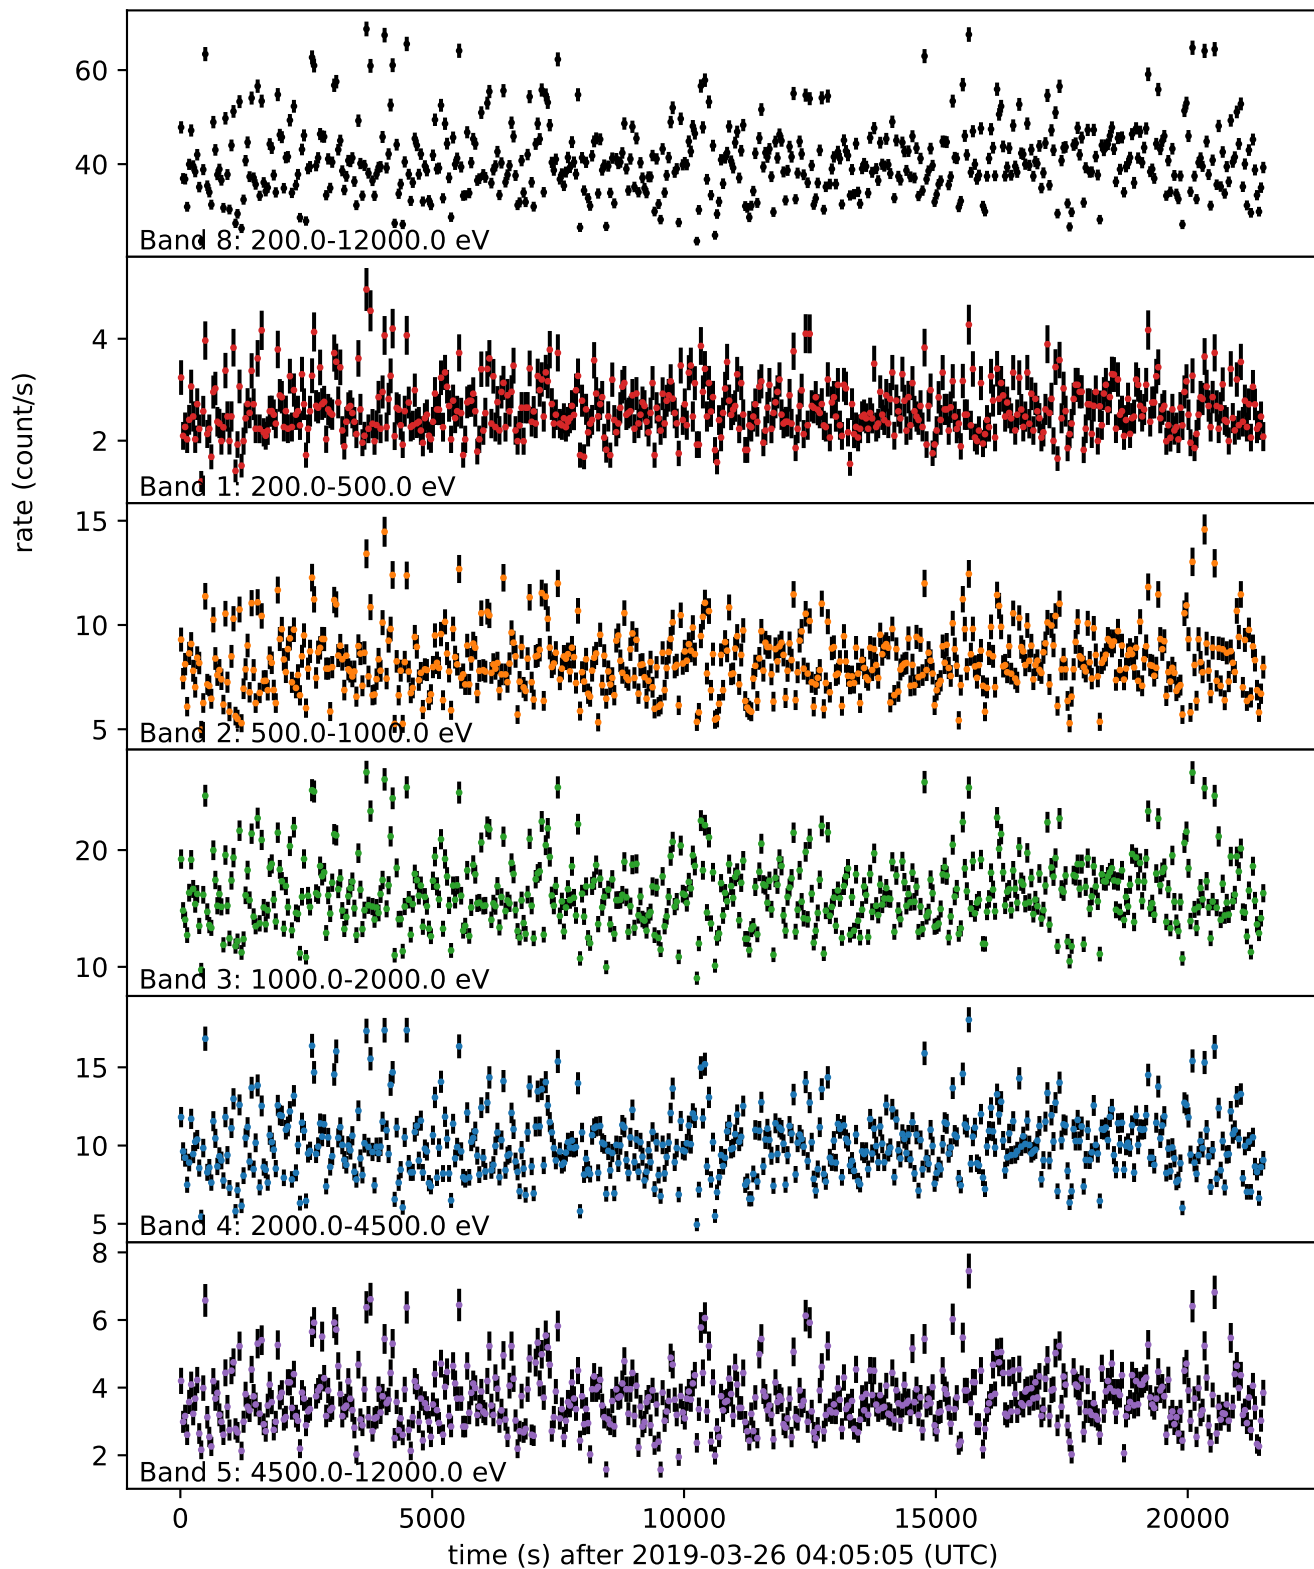 60
40
Band 8: 200.0-12000.0 eV
4
2
Band 1: 200.0-500.0 eV
rate (count/s)
15
10
5
Band 2: 500.0-1000.0 eV
20
10
Band 3: 1000.0-2000.0 eV
15
10
5
Band 4: 2000.0-4500.0 eV
8
6
4
2
Band 5: 4500.0-12000.0 eV
0 5000 10000 15000 20000
time (s) after 2019-03-26 04:05:05 (UTC)